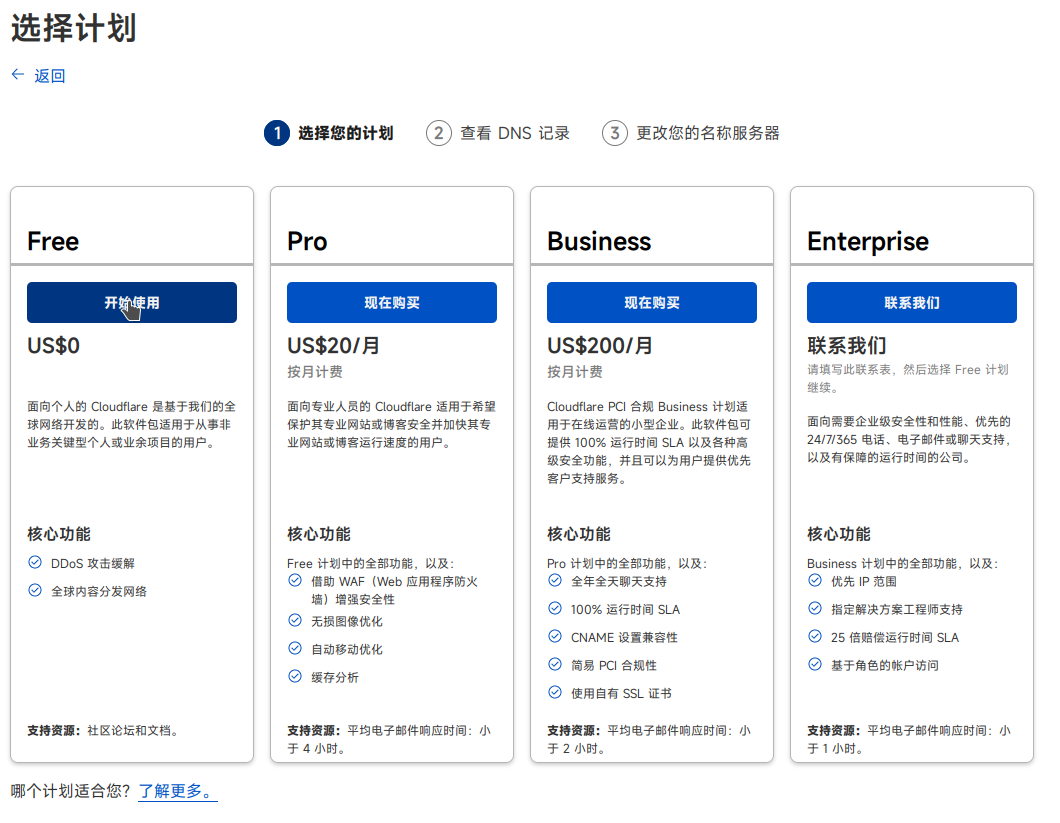 选择计划
← 返回
1 选择您的计划 2 查看 DNS 记录 3 更改您的名称服务器
Free
开始使用
US$0
面向个人的 Cloudflare 是基于我们的全
球网络开发的。此软件包适用于从事非
业务关键型个人或业余项目的用户。
核心功能
DDoS 攻击缓解
全球内容分发网络
支持资源：社区论坛和文档。
Pro
现在购买
US$20/月
按月计费
面向专业人员的 Cloudflare 适用于希望
保护其专业网站或博客安全并加快其专
业网站或博客运行速度的用户。
核心功能
Free 计划中的全部功能，以及：
借助 WAF（Web 应用程序防火
墙）增强安全性
无损图像优化
自动移动优化
缓存分析
支持资源：平均电子邮件响应时间：小
于 4 小时。
Business
现在购买
US$200/月
按月计费
Cloudflare PCI 合规 Business 计划适
用于在线运营的小型企业。此软件包可
提供 100% 运行时间 SLA 以及各种高
级安全功能，并且可以为用户提供优先
客户支持服务。
核心功能
Pro 计划中的全部功能，以及：
全年全天聊天支持
100% 运行时间 SLA
CNAME 设置兼容性
简易 PCI 合规性
使用自有 SSL 证书
支持资源：平均电子邮件响应时间：小
于 2 小时。
Enterprise
联系我们
联系我们
请填写此联系表，然后选择 Free 计划
继续。
面向需要企业级安全性和性能、优先的
24/7/365 电话、电子邮件或聊天支持，
以及有保障的运行时间的公司。
核心功能
Business 计划中的全部功能，以及：
优先 IP 范围
指定解决方案工程师支持
25 倍赔偿运行时间 SLA
基于角色的帐户访问
支持资源：平均电子邮件响应时间：小
于 1 小时。
哪个计划适合您？了解更多。